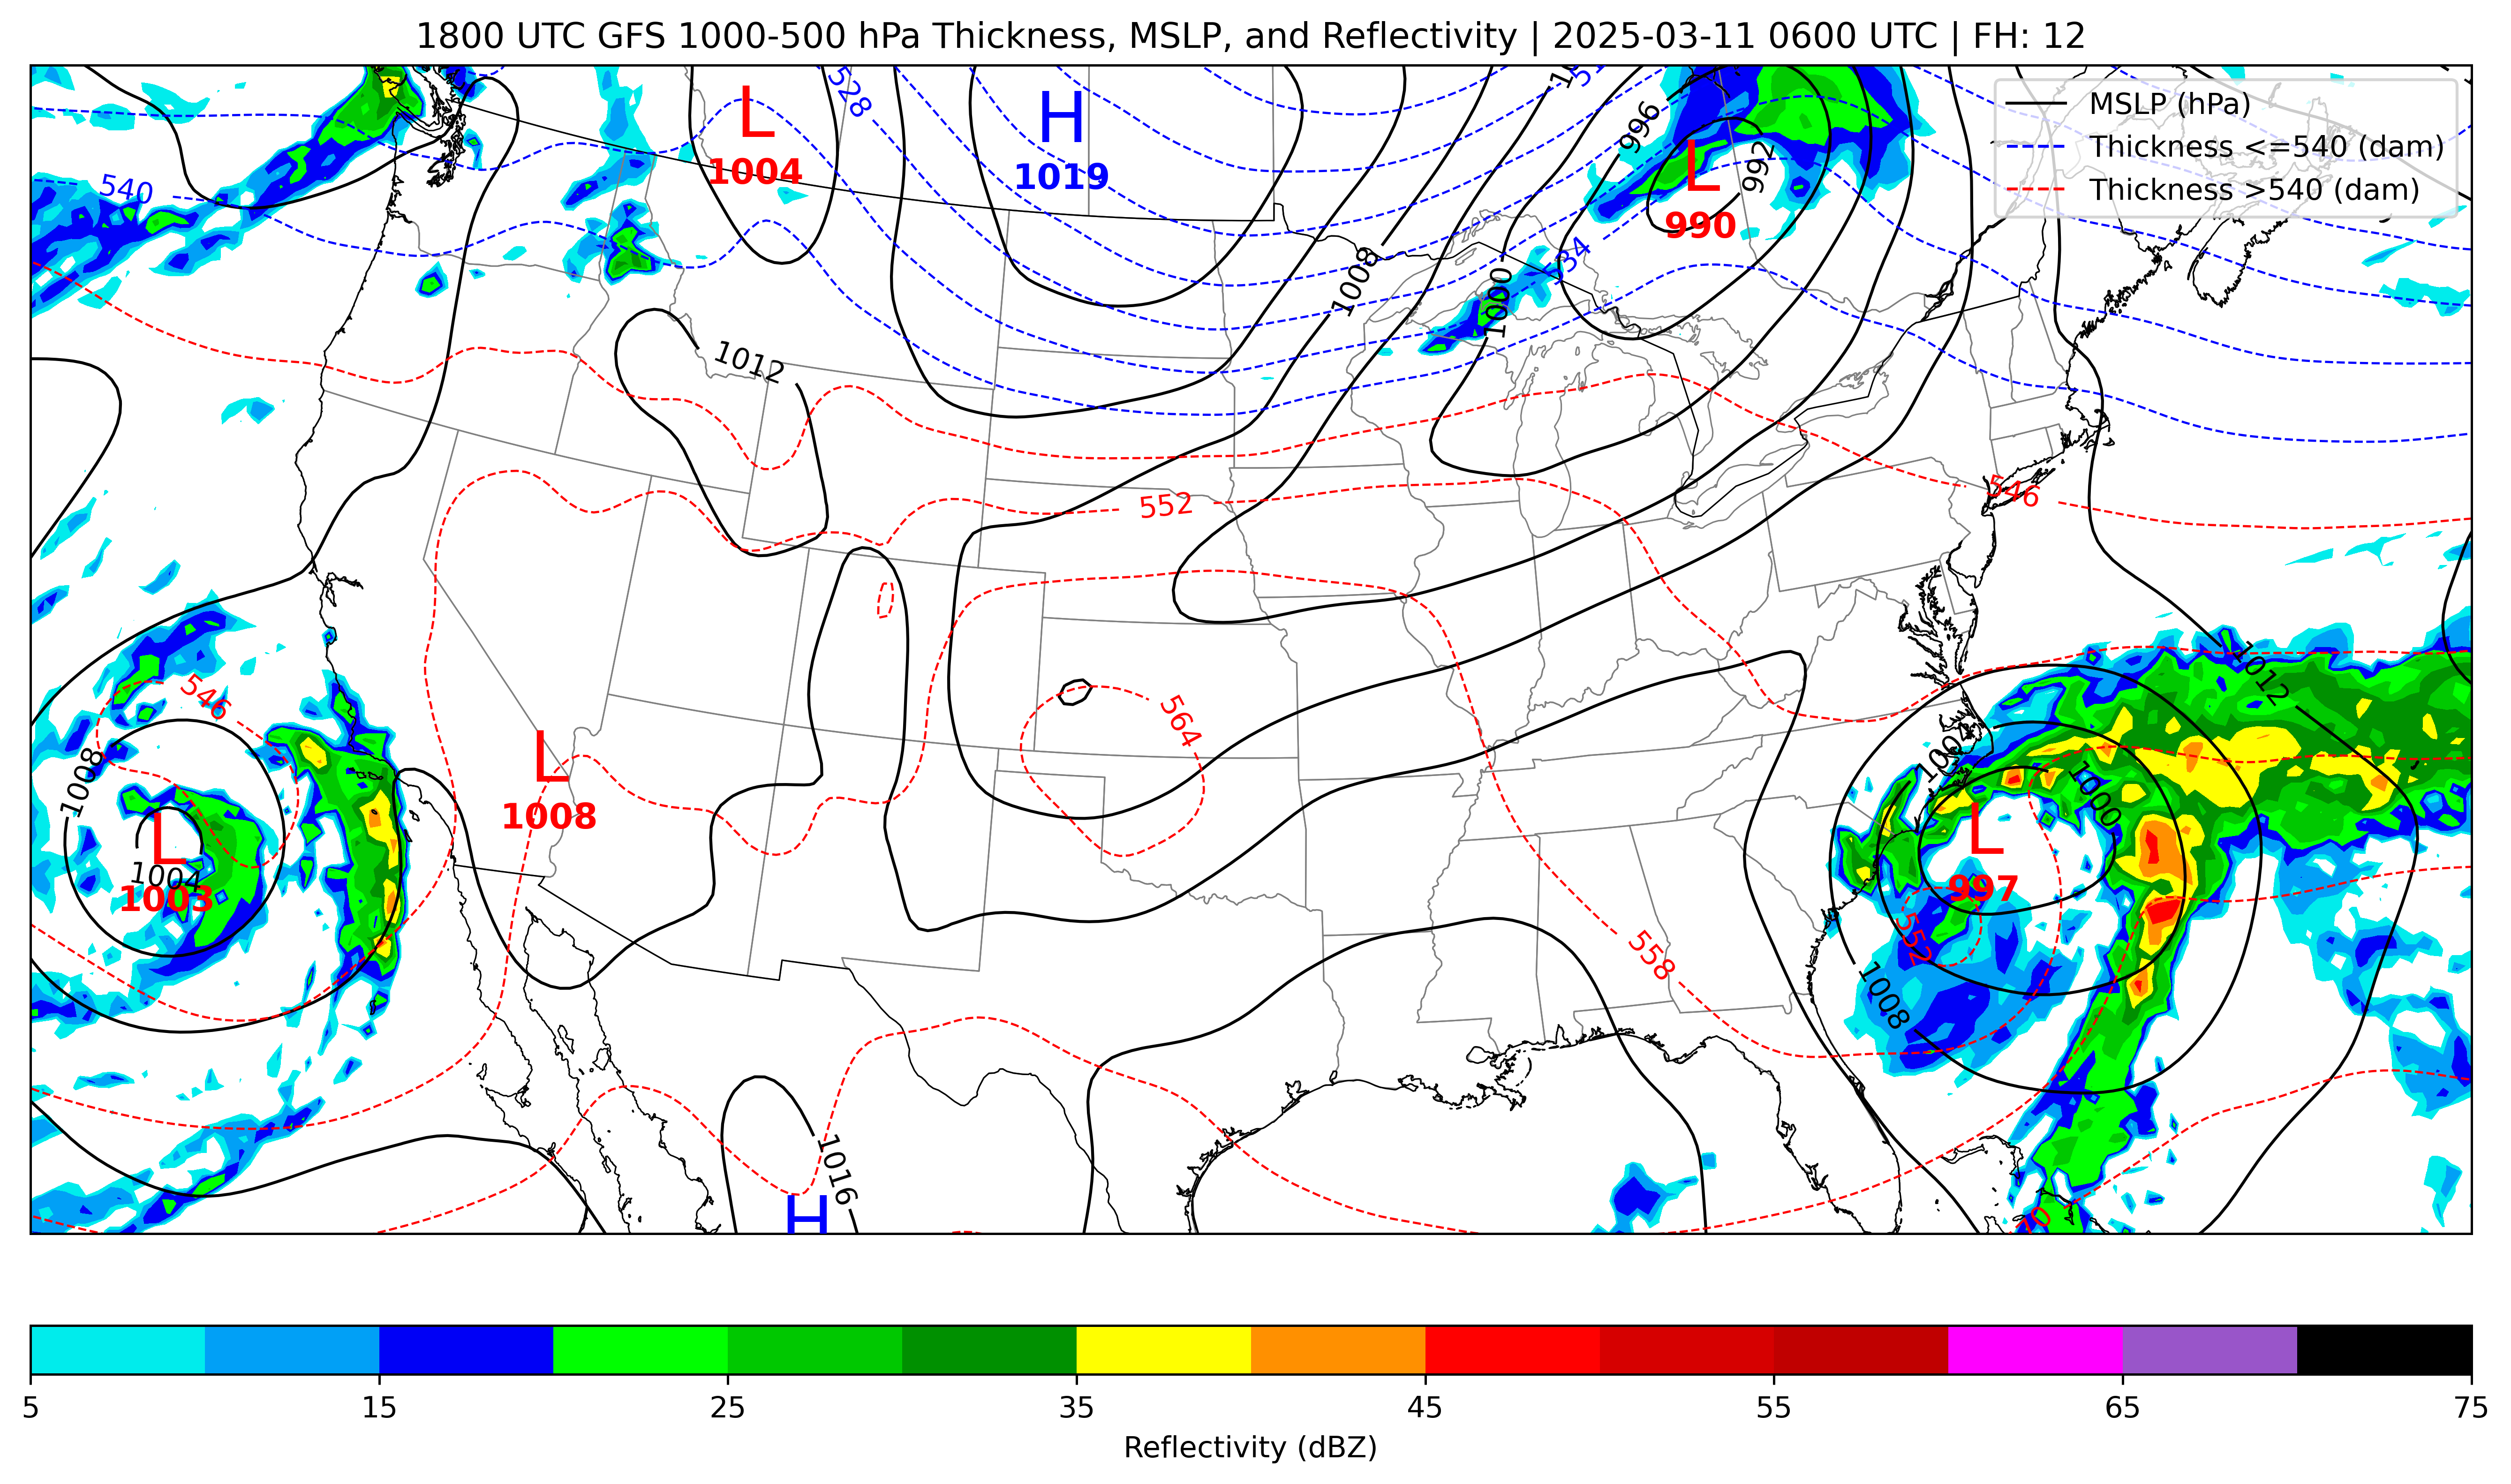 1800 UTC GFS 1000-500 hPa Thickness, MSLP, and Reflectivity | 2025-03-11 0600 UTC | FH: 12
MSLP (hPa)
Thickness <=540 (dam)
Thickness >540 (dam)
528
996
L
1004
H
1019
L
990
992
540
534
1008
1000
1012
552
546
546
564
1012
L
1008
1008
L
1004
1003
1004
1000
L
997
552
558
1008
1016
H
5
15
25
35
45
55
65
75
Reflectivity (dBZ)